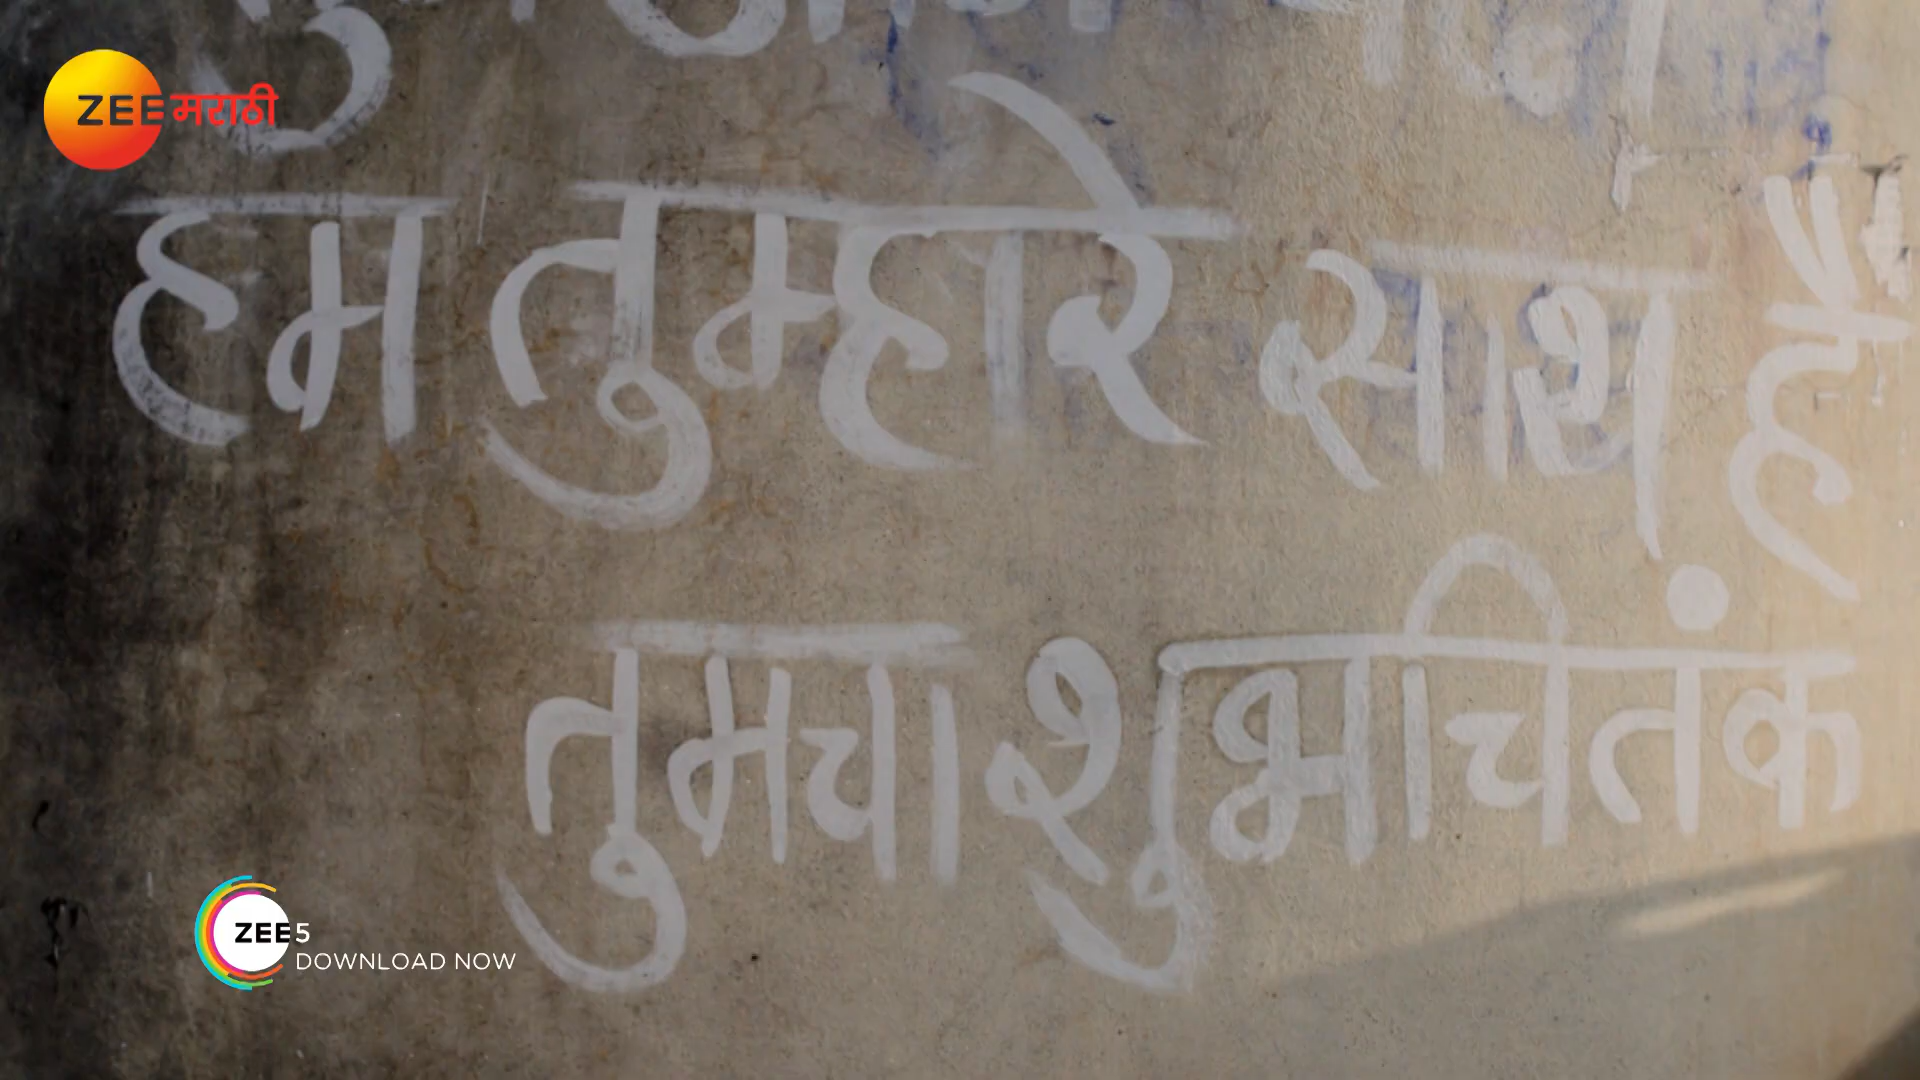 ZEE मराठी
हम तुम्हारे साथ है
तुमचा शुभचिंतक
ZEE5
DOWNLOAD NOW